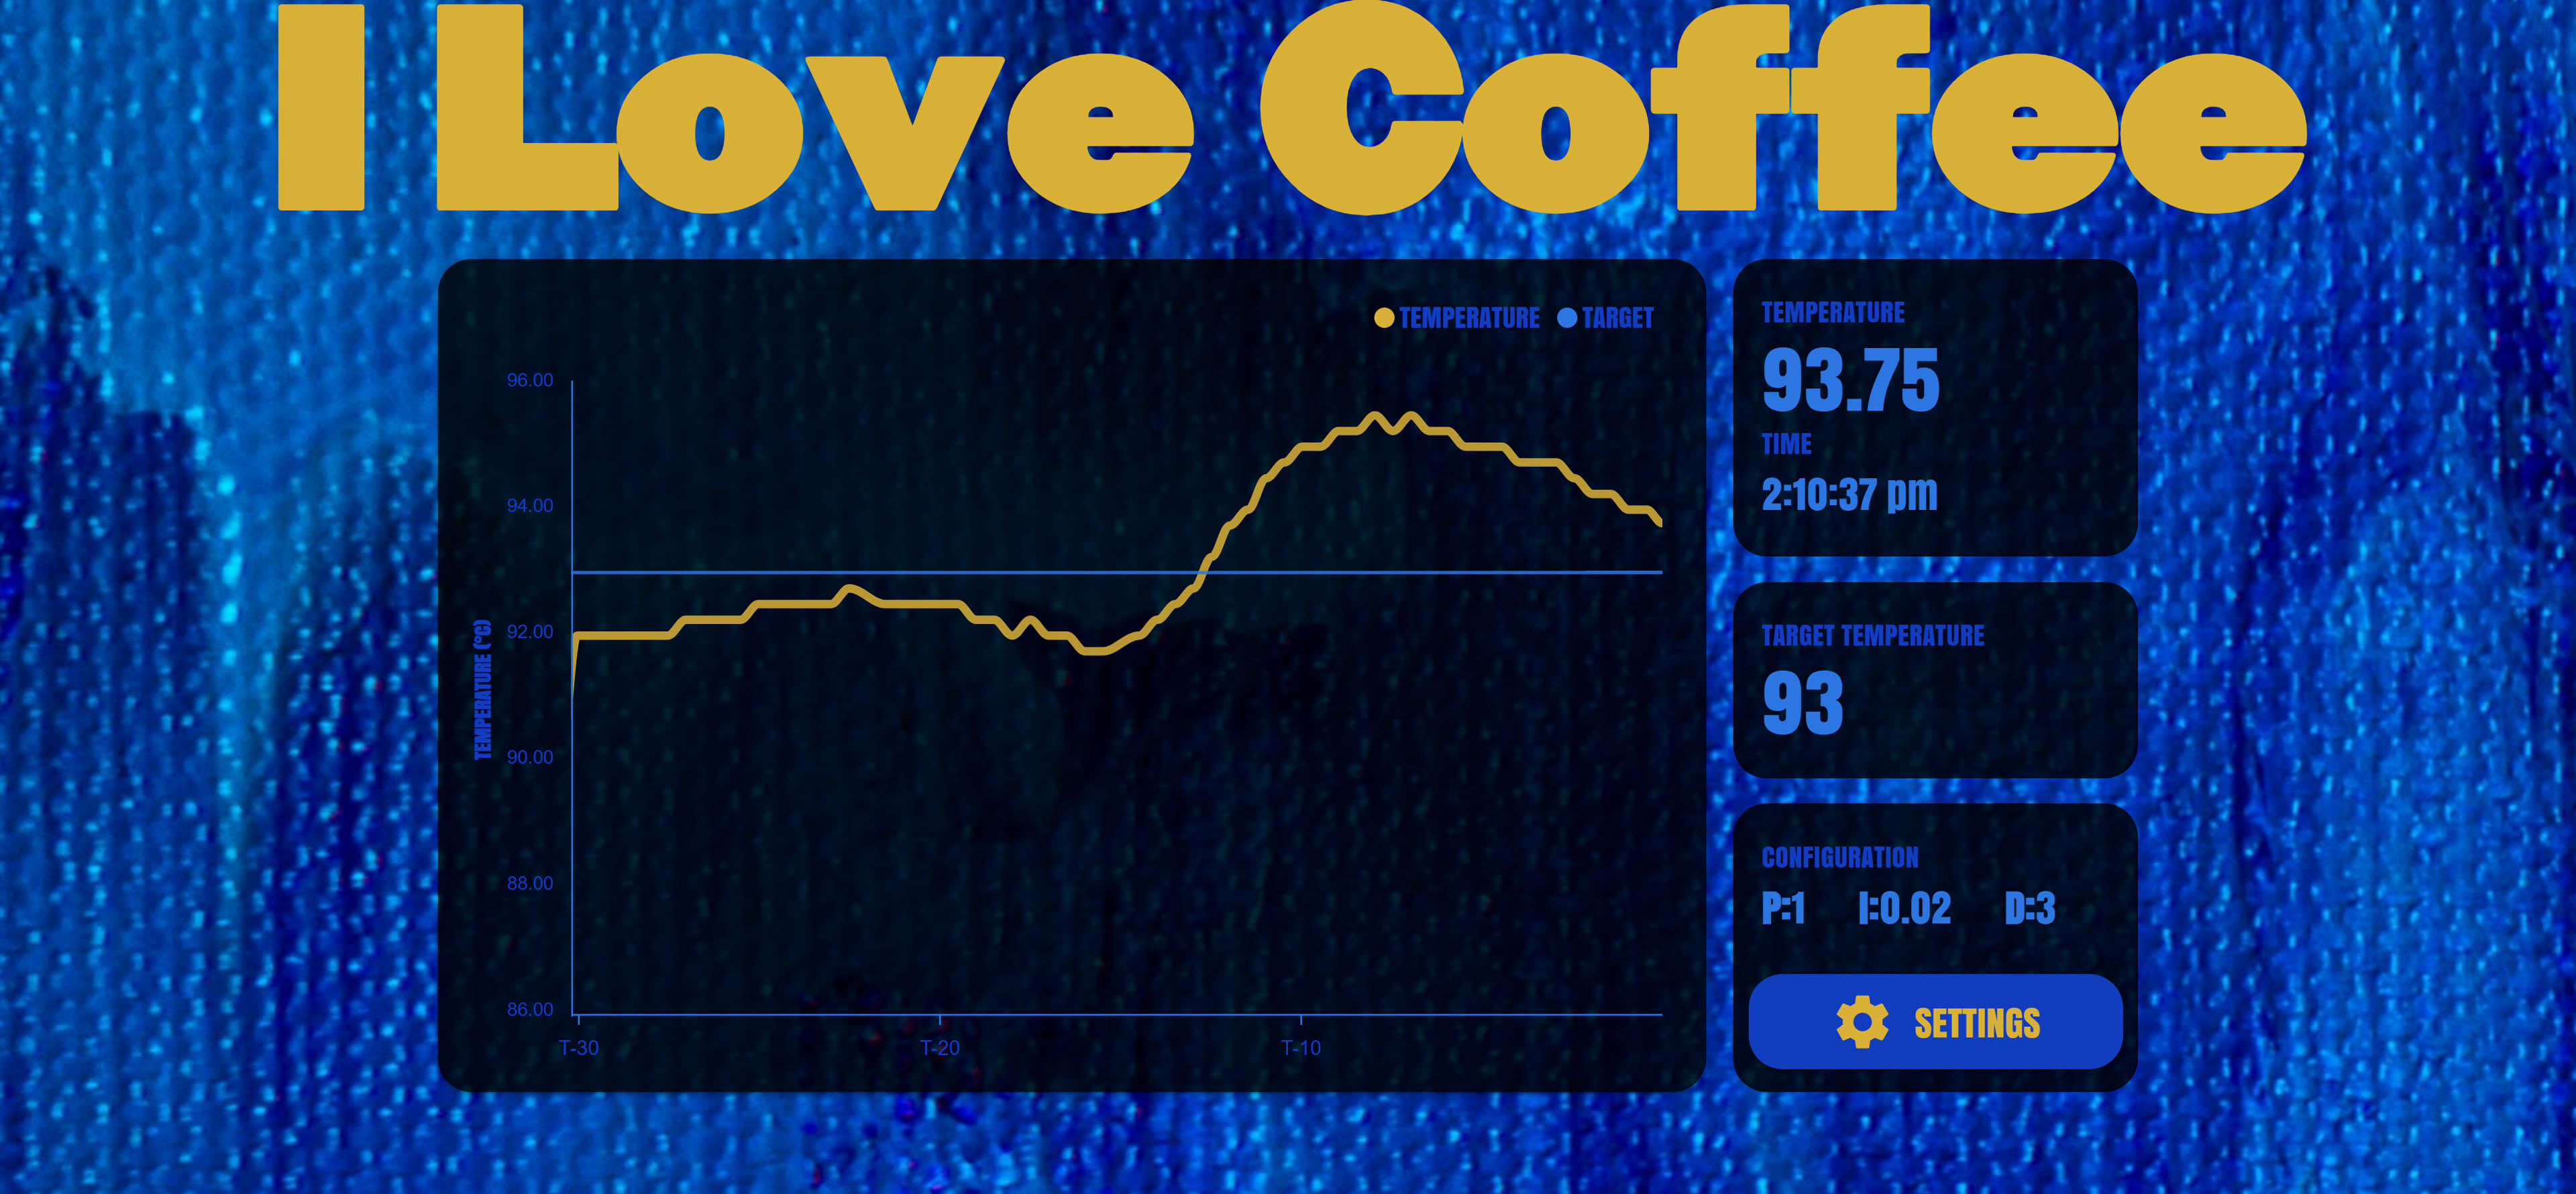 I Love Coffee
TEMPERATURE TARGET
96.00
94.00
92.00
90.00
88.00
86.00
TEMPERATURE (°C)
T-30 T-20 T-10
TEMPERATURE
93.75
TIME
2:10:37 pm
TARGET TEMPERATURE
93
CONFIGURATION
P:1 I:0.02 D:3
SETTINGS